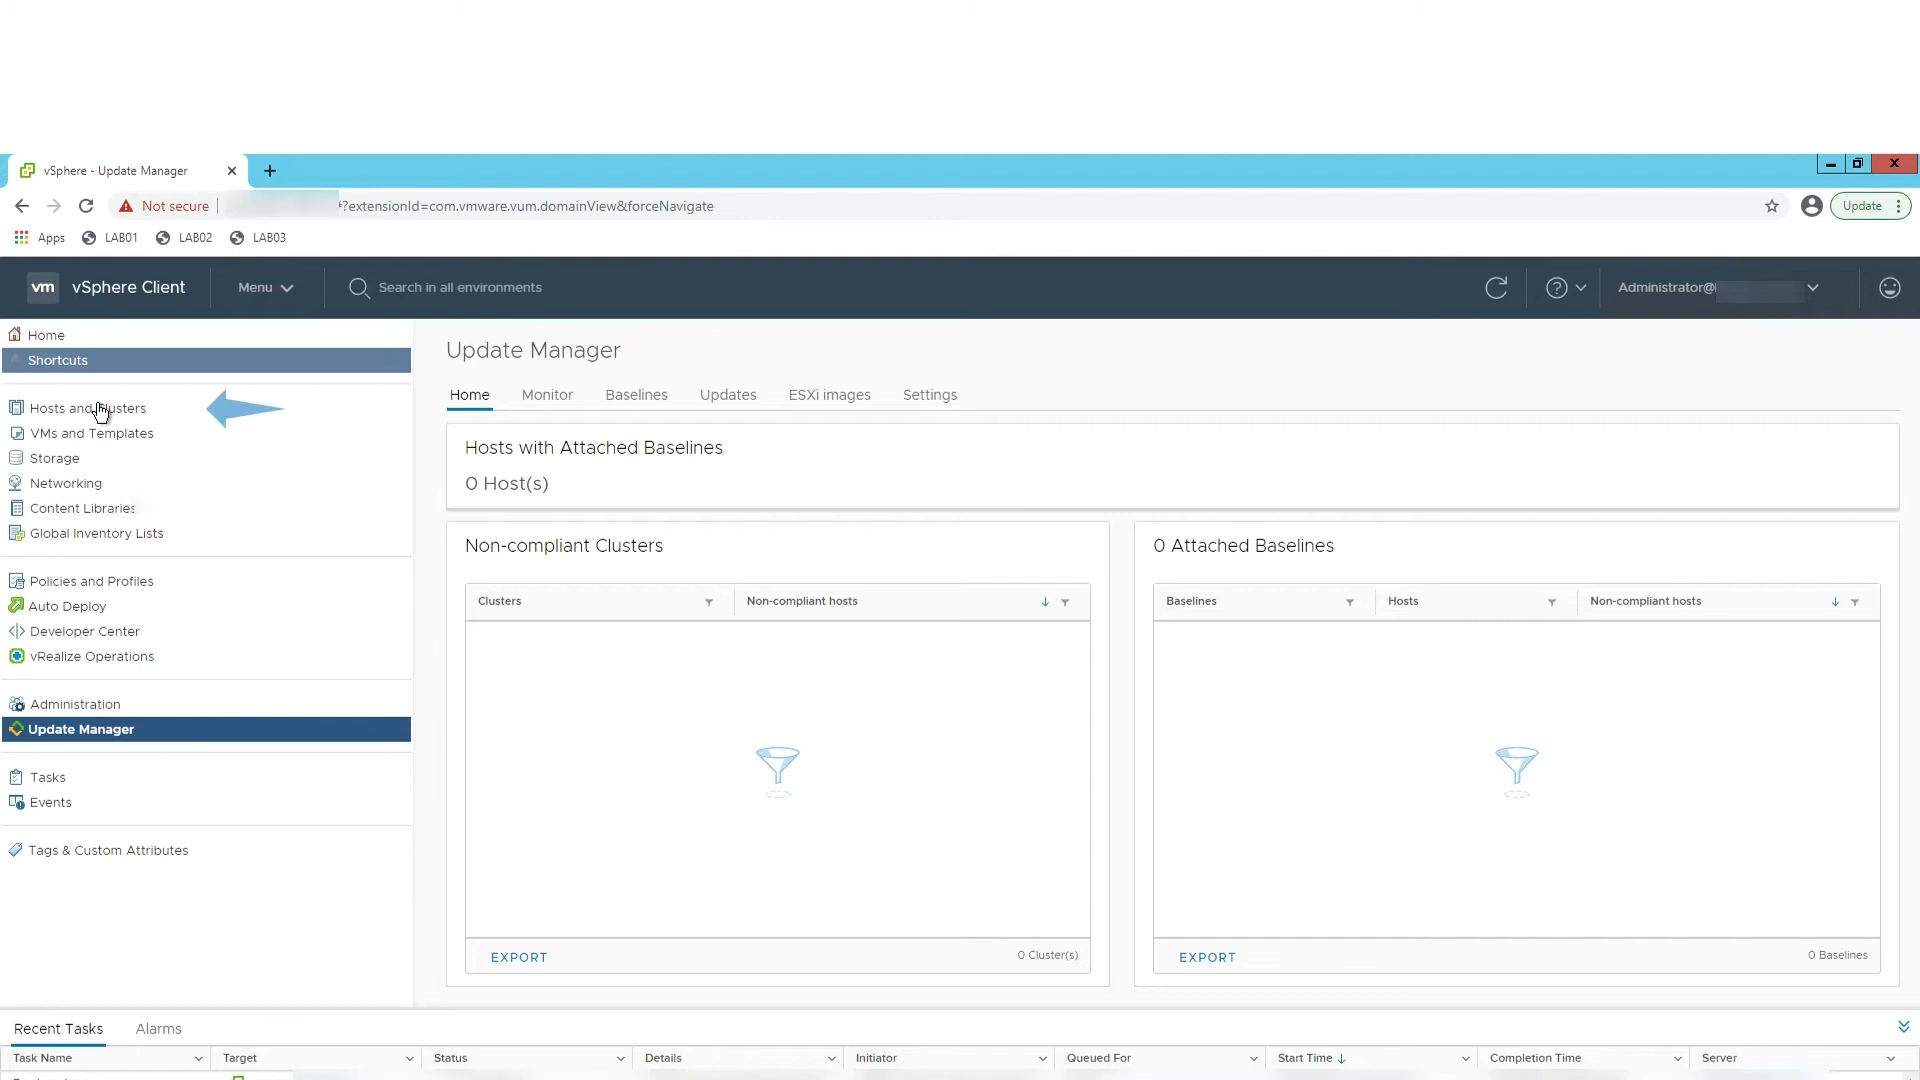 vSphere - Update Manager
Not secure
?extensionId=com.vmware.vum.domainView&forceNavigate
Update
Apps LAB01 LAB02 LAB03
vm vSphere Client Menu Search in all environments Administrator@
Home
Shortcuts
Hosts and Clusters
VMs and Templates
Storage
Networking
Content Libraries
Global Inventory Lists
Policies and Profiles
Auto Deploy
Developer Center
vRealize Operations
Administration
Update Manager
Tasks
Events
Tags & Custom Attributes
Update Manager
Home Monitor Baselines Updates ESXi images Settings
Hosts with Attached Baselines
0 Host(s)
Non-compliant Clusters
Clusters Non-compliant hosts
EXPORT 0 Cluster(s)
0 Attached Baselines
Baselines Hosts Non-compliant hosts
EXPORT 0 Baselines
Recent Tasks Alarms
Task Name Target Status Details Initiator Queued For Start Time Completion Time Server